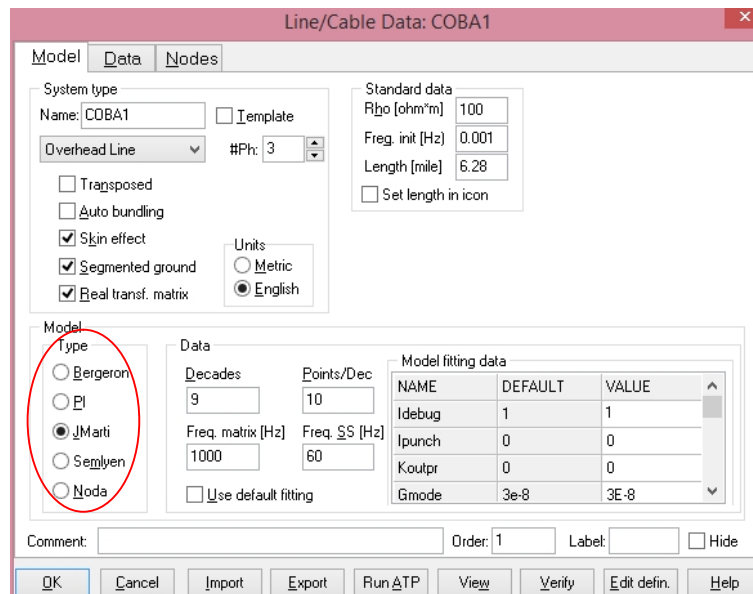 Line/Cable Data: COBA1
Model Data Nodes
System type
Name: COBA1 Template
Overhead Line #Ph: 3
Transposed
Auto bundling
Skin effect
Segmented ground
Real transf. matrix
Units
Metric
English
Standard data
Rho [ohm*m] 100
Freq. init [Hz] 0.001
Length [mile] 6.28
Set length in icon
Model
Type
Bergeron
PI
JMarti
Semlyen
Noda
Data
Decades Points/Dec
9 10
Freq. matrix [Hz] Freq. SS [Hz]
1000 60
Use default fitting
Model fitting data
NAME DEFAULT VALUE
Idebug 1 1
Ipunch 0 0
Koutpr 0 0
Gmode 3e-8 3E-8
Comment: Order: 1 Label: Hide
OK Cancel Import Export Run ATP View Verify Edit defin. Help